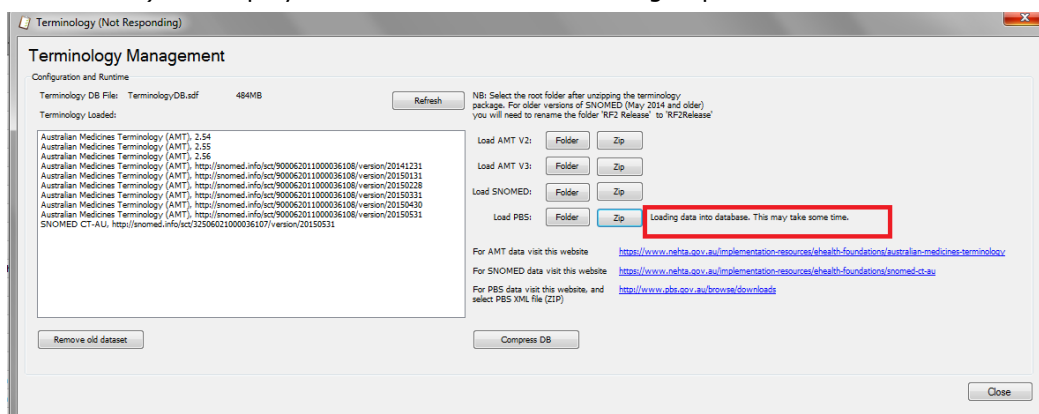 Terminology (Not Responding)
Terminology Management
Configuration and Runtime
Terminology DB File: TerminologyDB.sdf 484MB
Refresh
Terminology Loaded:
Australian Medicines Terminology (AMT), 2.54
Australian Medicines Terminology (AMT), 2.55
Australian Medicines Terminology (AMT), 2.56
Australian Medicines Terminology (AMT), http://snomed.info/sct/900062011000036108/version/20141231
Australian Medicines Terminology (AMT), http://snomed.info/sct/900062011000036108/version/20150131
Australian Medicines Terminology (AMT), http://snomed.info/sct/900062011000036108/version/20150228
Australian Medicines Terminology (AMT), http://snomed.info/sct/900062011000036108/version/20150331
Australian Medicines Terminology (AMT), http://snomed.info/sct/900062011000036108/version/20150430
Australian Medicines Terminology (AMT), http://snomed.info/sct/900062011000036108/version/20150531
SNOMED CT-AU, http://snomed.info/sct/32506021000036107/version/20150531
Remove old dataset
NB: Select the root folder after unzipping the terminology
package. For older versions of SNOMED (May 2014 and older)
you will need to rename the folder 'RF2 Release' to 'RF2Release'
Load AMT V2: Folder Zip
Load AMT V3: Folder Zip
Load SNOMED: Folder Zip
Load PBS: Folder Zip Loading data into database. This may take some time.
For AMT data visit this website https://www.nehta.gov.au/implementation-resources/ehealth-foundations/australian-medicines-terminology
For SNOMED data visit this website https://www.nehta.gov.au/implementation-resources/ehealth-foundations/snomed-ct-au
For PBS data visit this website, and http://www.pbs.gov.au/browse/downloads
select PBS XML file (ZIP)
Compress DB
Close